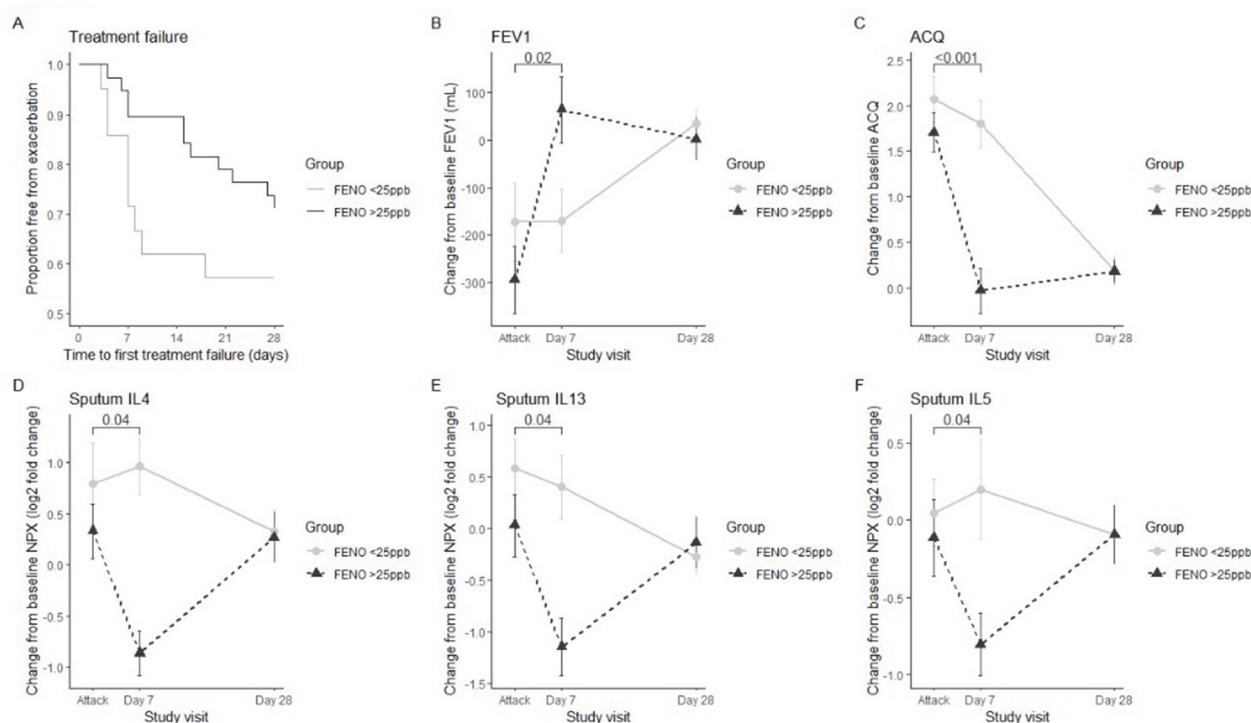 A
Treatment failure
Proportion free from exacerbation
1.0
0.9
0.8
0.7
0.6
0.5
0
7
14
21
28
Time to first treatment failure (days)
Group
FENO <25ppb
FENO >25ppb
B
FEV1
0.02
Change from baseline FEV1 (mL)
100
0
-100
-200
-300
Attack
Day 7
Day 28
Study visit
Group
FENO <25ppb
FENO >25ppb
C
ACQ
<0.001
Change from baseline ACQ
2.5
2.0
1.5
1.0
0.5
0.0
Attack
Day 7
Day 28
Study visit
Group
FENO <25ppb
FENO >25ppb
D
Sputum IL4
0.04
Change from baseline NPX (log2 fold change)
1.0
0.5
0.0
-0.5
-1.0
Attack
Day 7
Day 28
Study visit
Group
FENO <25ppb
FENO >25ppb
E
Sputum IL13
0.04
Change from baseline NPX (log2 fold change)
1.0
0.5
0.0
-0.5
-1.0
-1.5
Attack
Day 7
Day 28
Study visit
Group
FENO <25ppb
FENO >25ppb
F
Sputum IL5
0.04
Change from baseline NPX (log2 fold change)
0.5
0.0
-0.5
-1.0
Attack
Day 7
Day 28
Study visit
Group
FENO <25ppb
FENO >25ppb